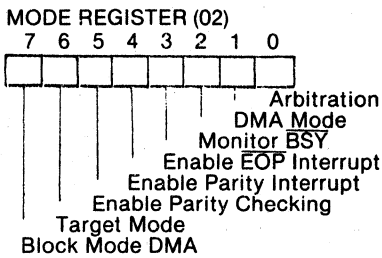 MODE REGISTER (02)
7 6 5 4 3 2 1 0
Arbitration
DMA Mode
Monitor BSY
Enable EOP Interrupt
Enable Parity Interrupt
Enable Parity Checking
Target Mode
Block Mode DMA